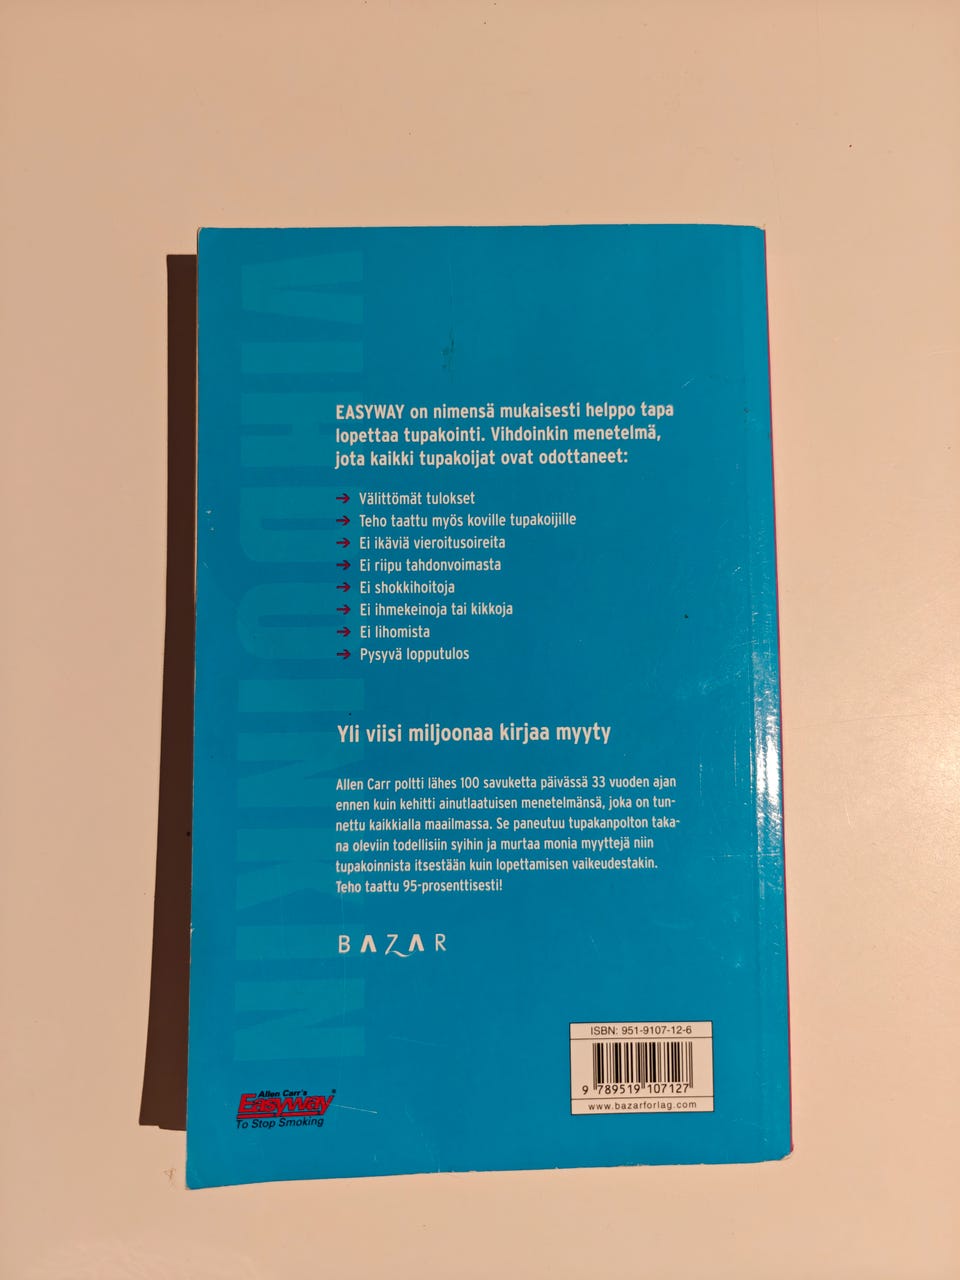 VIHDOINKIN
EASYWAY on nimensä mukaisesti helppo tapa
lopettaa tupakointi. Vihdoinkin menetelmä,
jota kaikki tupakoijat ovat odottaneet:
→ Välittömät tulokset
→ Teho taattu myös koville tupakoijille
→ Ei ikäviä vieroitusoireita
→ Ei riipu tahdonvoimasta
→ Ei shokkihoitoja
→ Ei ihmekeinoja tai kikkoja
→ Ei lihomista
→ Pysyvä lopputulos
Yli viisi miljoonaa kirjaa myyty
Allen Carr poltti lähes 100 savuketta päivässä 33 vuoden ajan
ennen kuin kehitti ainutlaatuisen menetelmänsä, joka on tun-
nettu kaikkialla maailmassa. Se paneutuu tupakanpolton taka-
na oleviin todellisiin syihin ja murtaa monia myyttejä niin
tupakoinnista itsestään kuin lopettamisen vaikeudestakin.
Teho taattu 95-prosenttisesti!
BAZAR
ISBN: 951-9107-12-6
9 789519 107127
www.bazarforlag.com
Allen Carr's
Easyway®
To Stop Smoking